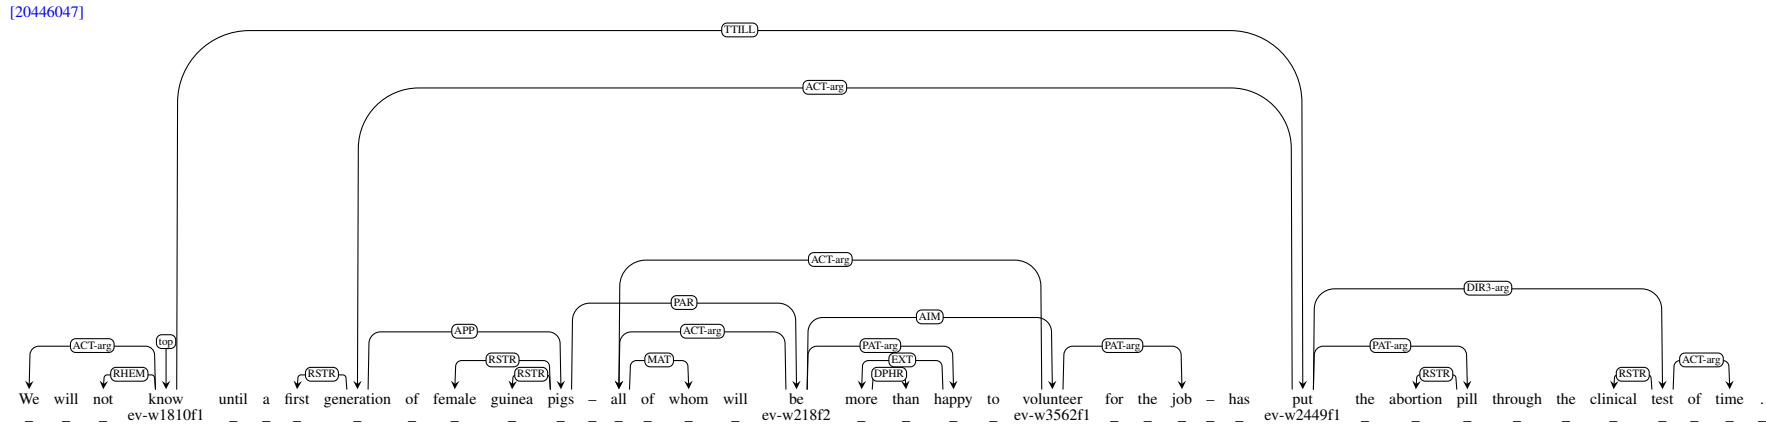 [20446047]
TTILL
ACT-arg
ACT-arg
DIR3-arg
PAR
AIM
APP ACT-arg
top
ACT-arg PAT-arg PAT-arg PAT-arg
RSTR MAT EXT ACT-arg
RHEM RSTR RSTR DPHR RSTR RSTR
We will not know until a first generation of female guinea pigs – all of whom will be more than happy to volunteer for the job – has put the abortion pill through the clinical test of time .
ev-w1810f1 ev-w218f2 ev-w3562f1 ev-w2449f1
_ _ _ _ _ _ _ _ _ _ _ _ _ _ _ _ _ _ _ _ _ _ _ _ _ _ _ _ _ _ _ _ _ _